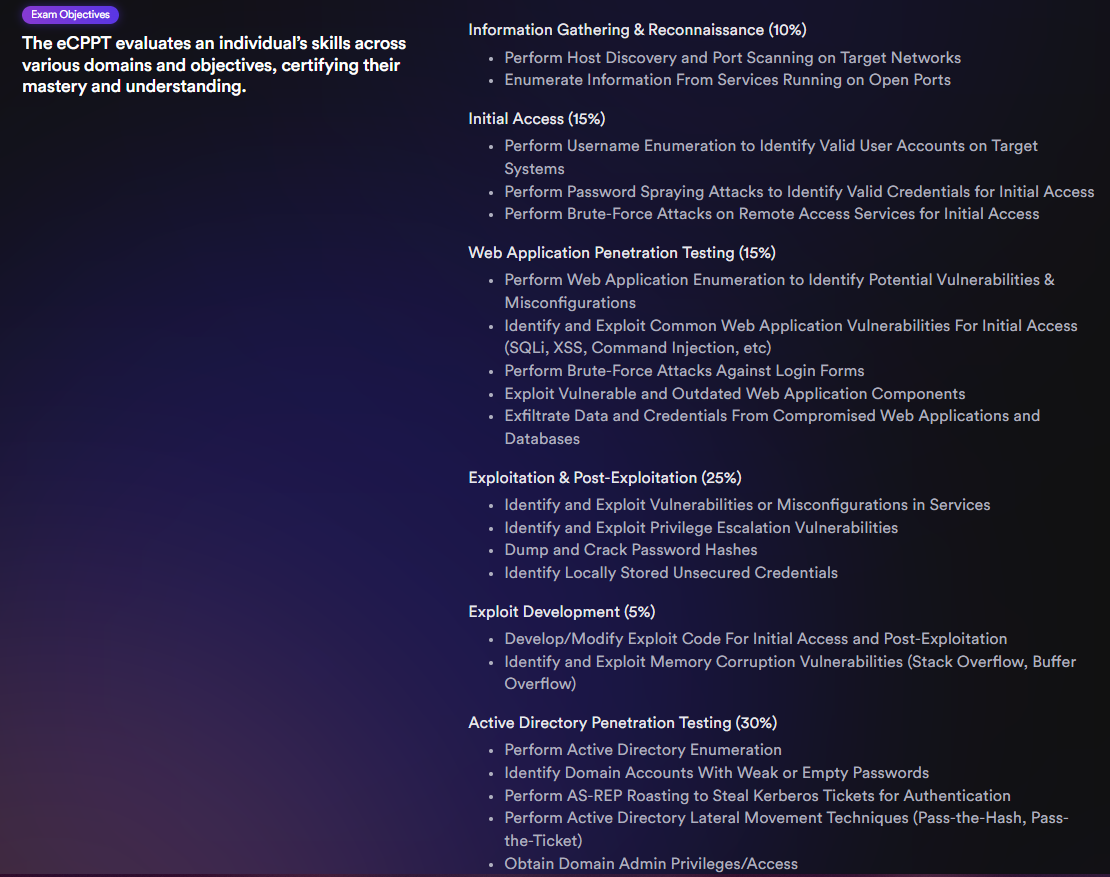 Exam Objectives
The eCPPT evaluates an individual’s skills across
various domains and objectives, certifying their
mastery and understanding.
Information Gathering & Reconnaissance (10%)
• Perform Host Discovery and Port Scanning on Target Networks
• Enumerate Information From Services Running on Open Ports
Initial Access (15%)
• Perform Username Enumeration to Identify Valid User Accounts on Target
Systems
• Perform Password Spraying Attacks to Identify Valid Credentials for Initial Access
• Perform Brute-Force Attacks on Remote Access Services for Initial Access
Web Application Penetration Testing (15%)
• Perform Web Application Enumeration to Identify Potential Vulnerabilities &
Misconfigurations
• Identify and Exploit Common Web Application Vulnerabilities For Initial Access
(SQLi, XSS, Command Injection, etc)
• Perform Brute-Force Attacks Against Login Forms
• Exploit Vulnerable and Outdated Web Application Components
• Exfiltrate Data and Credentials From Compromised Web Applications and
Databases
Exploitation & Post-Exploitation (25%)
• Identify and Exploit Vulnerabilities or Misconfigurations in Services
• Identify and Exploit Privilege Escalation Vulnerabilities
• Dump and Crack Password Hashes
• Identify Locally Stored Unsecured Credentials
Exploit Development (5%)
• Develop/Modify Exploit Code For Initial Access and Post-Exploitation
• Identify and Exploit Memory Corruption Vulnerabilities (Stack Overflow, Buffer
Overflow)
Active Directory Penetration Testing (30%)
• Perform Active Directory Enumeration
• Identify Domain Accounts With Weak or Empty Passwords
• Perform AS-REP Roasting to Steal Kerberos Tickets for Authentication
• Perform Active Directory Lateral Movement Techniques (Pass-the-Hash, Pass-
the-Ticket)
• Obtain Domain Admin Privileges/Access